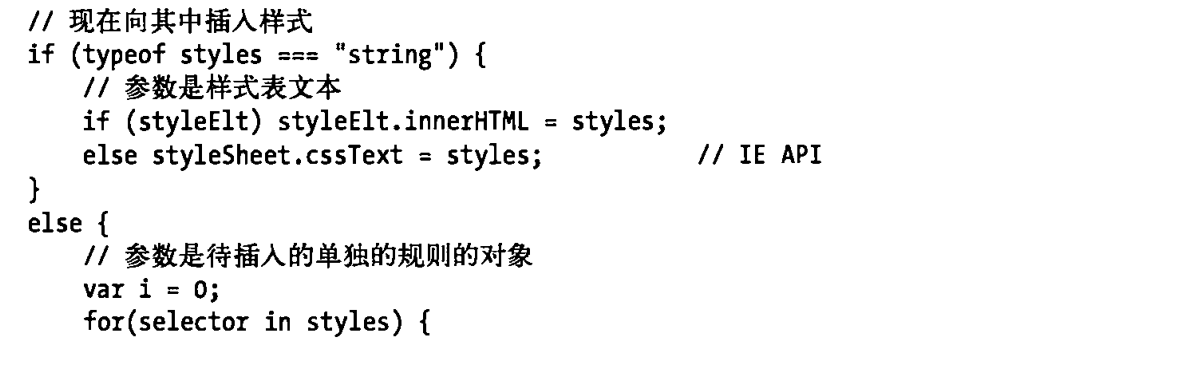 // 现在向其中插入样式
if (typeof styles === "string") {
    // 参数是样式表文本
    if (styleElt) styleElt.innerHTML = styles;
    else styleSheet.cssText = styles;             // IE API
}
else {
    // 参数是待插入的单独的规则的对象
    var i = 0;
    for(selector in styles) {